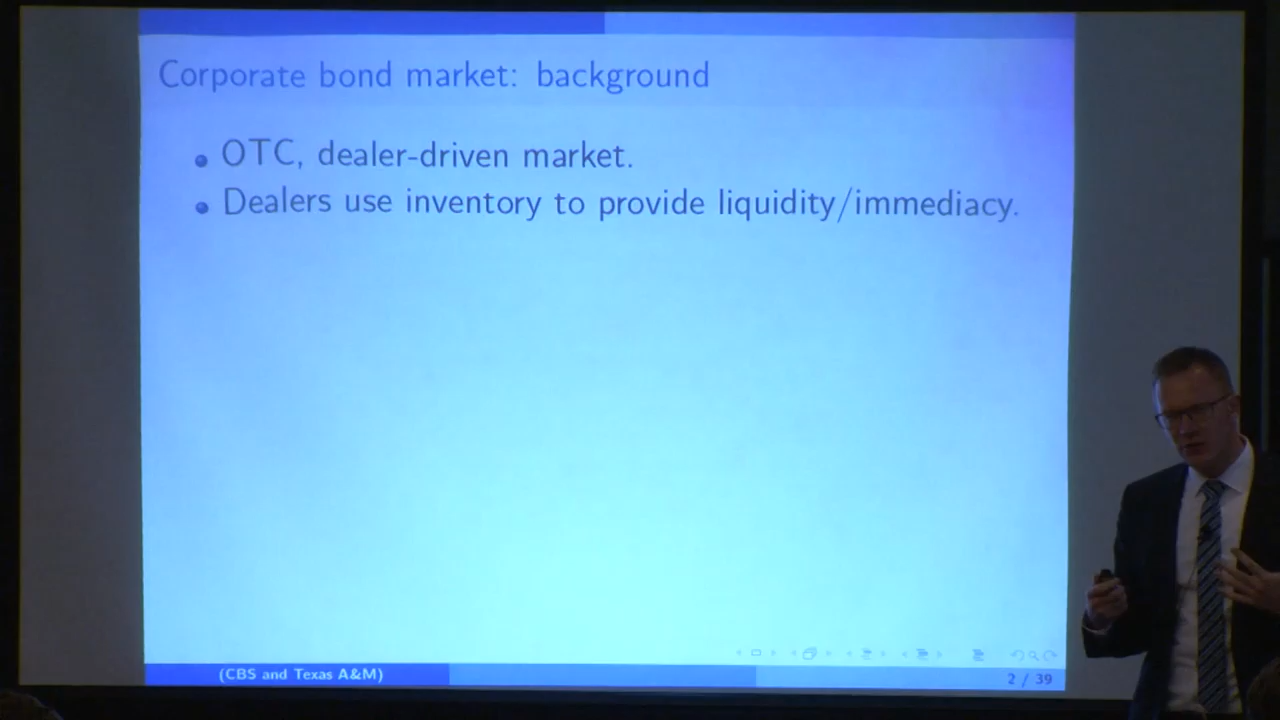 Corporate bond market: background
OTC, dealer-driven market.
Dealers use inventory to provide liquidity/immediacy.
(CBS and Texas A&M)
2 / 39